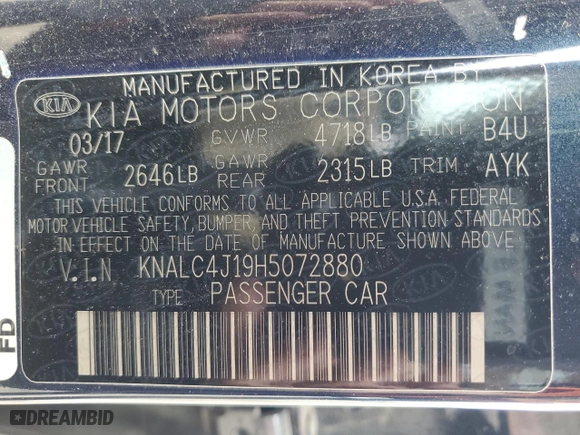 MANUFACTURED IN KOREA BY
KIA KIA MOTORS CORPORATION
03/17 GVWR 4718LB PAINT B4U
GAWR FRONT 2646LB GAWR REAR 2315LB TRIM AYK
THIS VEHICLE CONFORMS TO ALL APPLICABLE U.S.A. FEDERAL
MOTOR VEHICLE SAFETY, BUMPER, AND THEFT PREVENTION STANDARDS
IN EFFECT ON THE DATE OF MANUFACTURE SHOWN ABOVE.
V.I.N KNALC4J19H5072880
TYPE PASSENGER CAR
FD
DREAMBID